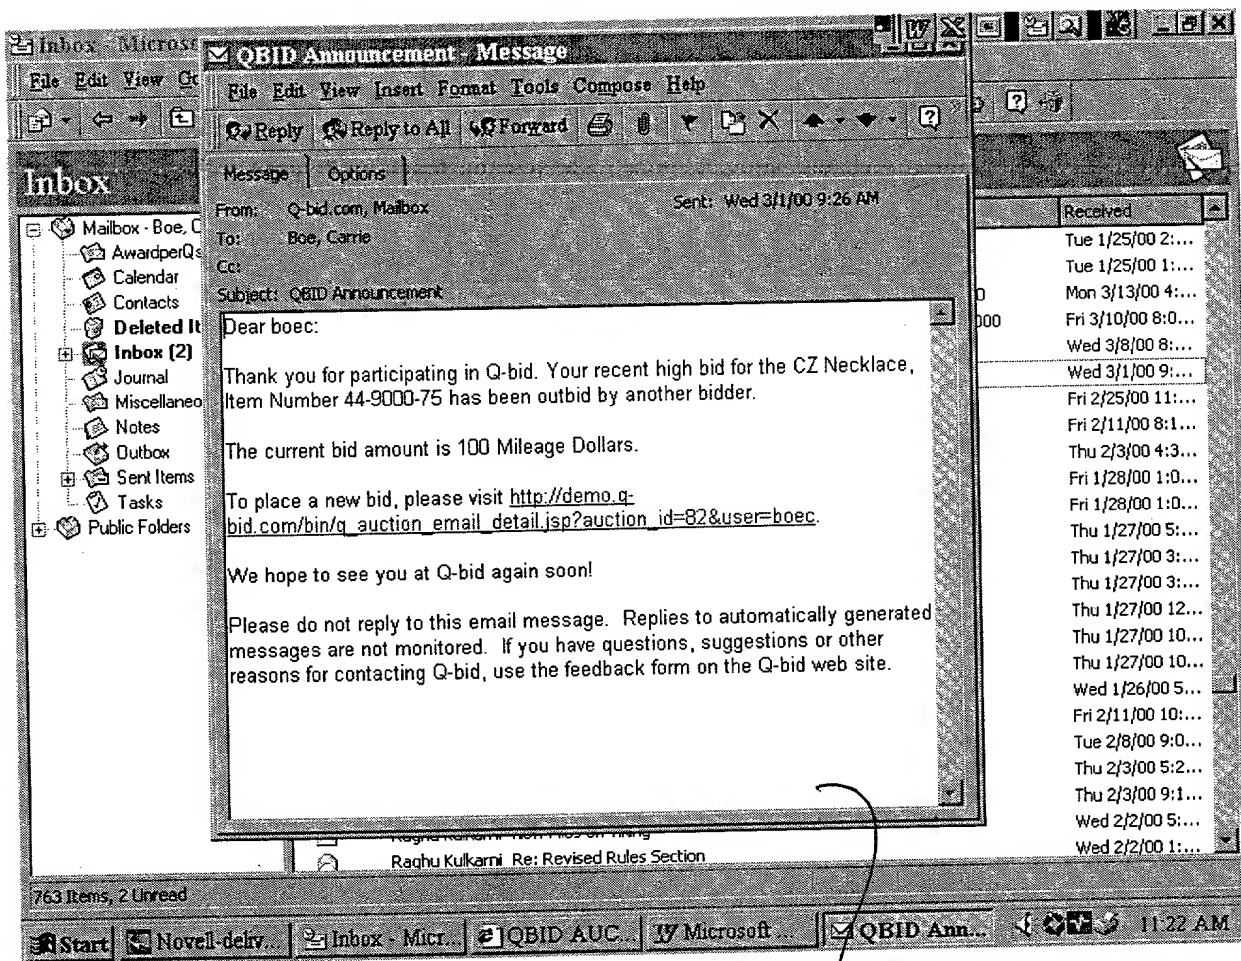 Inbox - Microsf
QBID Announcement - Message
File Edit View Go
File Edit View Insert Format Tools Compose Help
Reply Reply to All Forward
Message Options
Inbox
From: Q-bid.com, Mailbox Sent: Wed 3/1/00 9:26 AM
To: Boe, Carrie
Cc:
Subject: QBID Announcement
Received
Mailbox - Boe, C
AwardperQs
Calendar
Contacts
Deleted It
Inbox (2)
Journal
Miscellaneo
Notes
Outbox
Sent Items
Tasks
Public Folders
Dear boec:
Thank you for participating in Q-bid. Your recent high bid for the CZ Necklace,
Item Number 44-9000-75 has been outbid by another bidder.
The current bid amount is 100 Mileage Dollars.
To place a new bid, please visit http://demo.q-
bid.com/bin/q_auction_email_detail.jsp?auction_id=82&user=boec.
We hope to see you at Q-bid again soon!
Please do not reply to this email message. Replies to automatically generated
messages are not monitored. If you have questions, suggestions or other
reasons for contacting Q-bid, use the feedback form on the Q-bid web site.
Tue 1/25/00 2:...
Tue 1/25/00 1:...
Mon 3/13/00 4:...
000 Fri 3/10/00 8:0...
Wed 3/8/00 8:...
Wed 3/1/00 9:...
Fri 2/25/00 11:...
Fri 2/11/00 8:1...
Thu 2/3/00 4:3...
Fri 1/28/00 1:0...
Fri 1/28/00 1:0...
Thu 1/27/00 5:...
Thu 1/27/00 3:...
Thu 1/27/00 3:...
Thu 1/27/00 12...
Thu 1/27/00 10...
Thu 1/27/00 10...
Wed 1/26/00 5...
Fri 2/11/00 10:...
Tue 2/8/00 9:0...
Thu 2/3/00 5:2...
Thu 2/3/00 9:1...
Wed 2/2/00 5:...
Wed 2/2/00 1:...
Raghu Kulkarni Re: Revised Rules Section
763 Items, 2 Unread
Start Novell-deliv... Inbox - Micr... QBID AUC... Microsoft ... QBID Ann... 11:22 AM